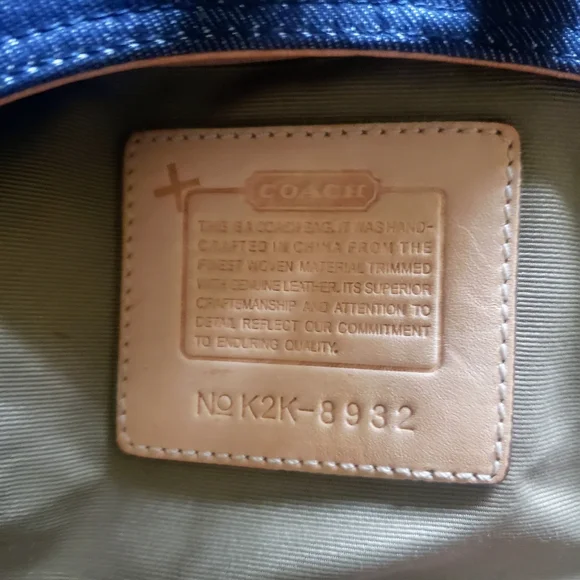 COACH
THIS IS A COACH BAG. IT WAS HAND-
CRAFTED IN CHINA FROM THE
FINEST WOVEN MATERIAL TRIMMED
WITH GENUINE LEATHER. ITS SUPERIOR
CRAFTSMANSHIP AND ATTENTION TO
DETAIL REFLECT OUR COMMITMENT
TO ENDURING QUALITY.
No K2K-8932